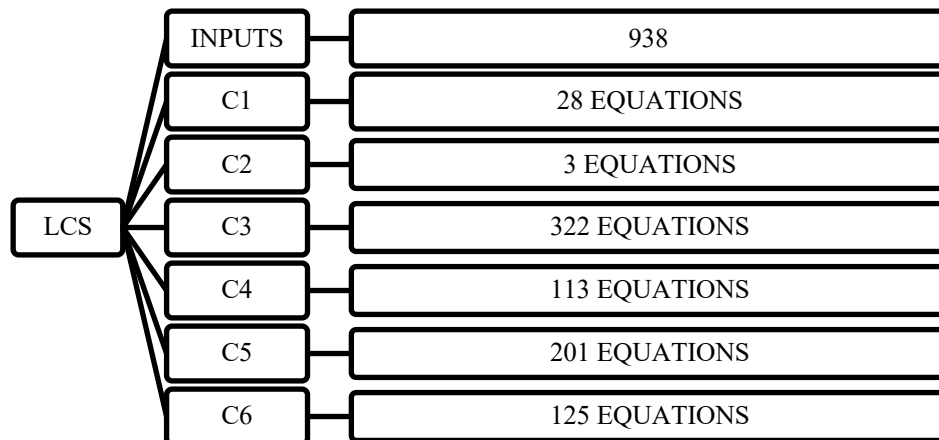 INPUTS 938
C1 28 EQUATIONS
C2 3 EQUATIONS
LCS C3 322 EQUATIONS
C4 113 EQUATIONS
C5 201 EQUATIONS
C6 125 EQUATIONS